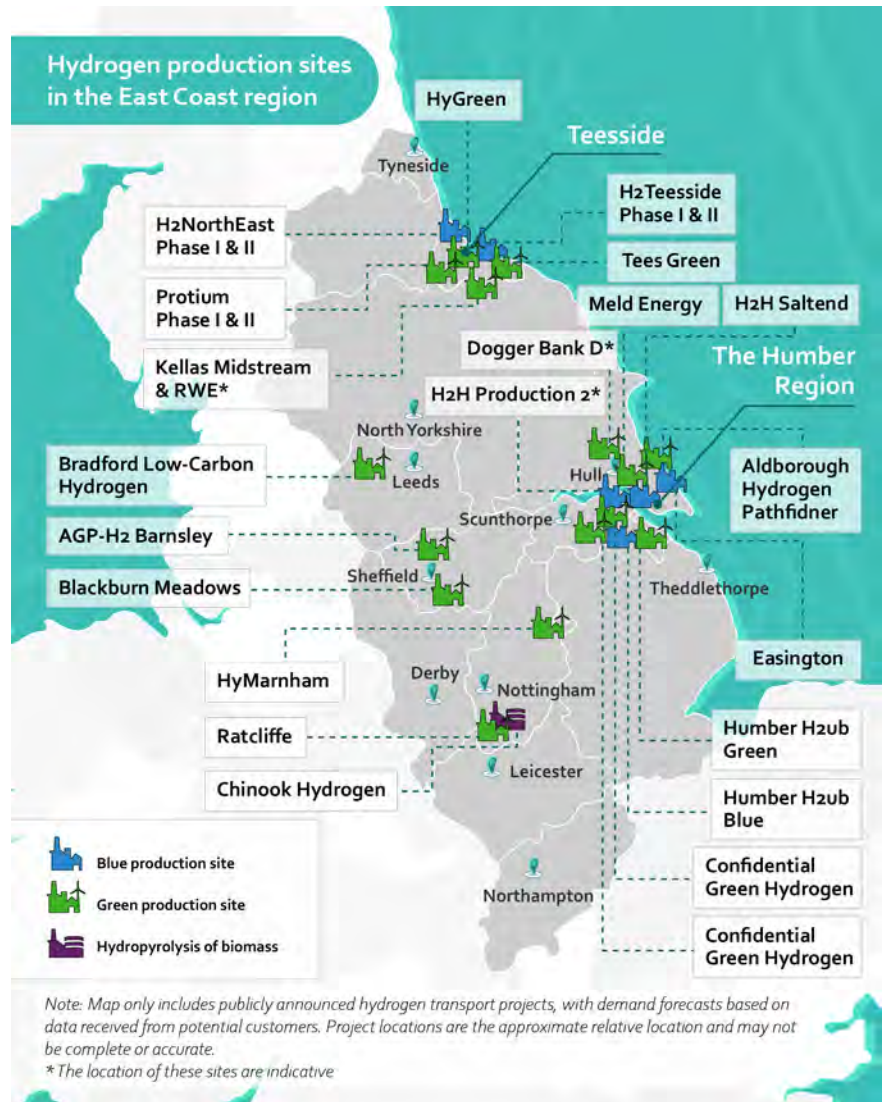 Hydrogen production sites
in the East Coast region
HyGreen
Teesside
Tyneside
H2NorthEast
Phase I & II
H2Teesside
Phase I & II
Tees Green
Protium
Phase I & II
Meld Energy
H2H Saltend
Dogger Bank D*
Kellas Midstream
& RWE*
The Humber
Region
H2H Production 2*
North Yorkshire
Bradford Low-Carbon
Hydrogen
Leeds
Hull
Aldborough
Hydrogen
Pathfidner
Scunthorpe
AGP-H2 Barnsley
Sheffield
Blackburn Meadows
Theddlethorpe
HyMarnham
Derby
Nottingham
Easington
Ratcliffe
Humber H2ub
Green
Chinook Hydrogen
Leicester
Humber H2ub
Blue
Blue production site
Green production site
Hydropyrolysis of biomass
Northampton
Confidential
Green Hydrogen
Confidential
Green Hydrogen
Note: Map only includes publicly announced hydrogen transport projects, with demand forecasts based on
data received from potential customers. Project locations are the approximate relative location and may not
be complete or accurate.
* The location of these sites are indicative